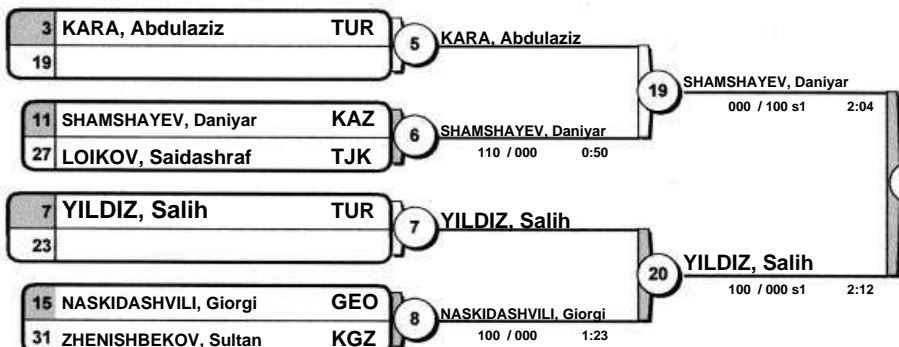 3 KARA, Abdulaziz TUR
19
5 KARA, Abdulaziz
11 SHAMSHAYEV, Daniyar KAZ
27 LOIKOV, Saidashraf TJK
6 SHAMSHAYEV, Daniyar
110 / 000 0:50
19 SHAMSHAYEV, Daniyar
000 / 100 s1 2:04
7 YILDIZ, Salih TUR
23
7 YILDIZ, Salih
15 NASKIDASHVILI, Giorgi GEO
31 ZHENISHBEKOV, Sultan KGZ
8 NASKIDASHVILI, Giorgi
100 / 000 1:23
20 YILDIZ, Salih
100 / 000 s1 2:12